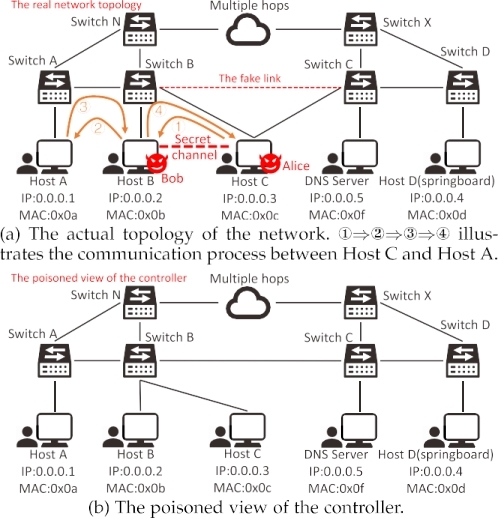 The real network topology
Multiple hops
Switch N
Switch X
Switch A
Switch B
Switch C
Switch D
The fake link
3
2
4
1
Secret
channel
Bob
Alice
Host A
IP:0.0.0.1
MAC:0x0a
Host B
IP:0.0.0.2
MAC:0x0b
Host C
IP:0.0.0.3
MAC:0x0c
DNS Server
IP:0.0.0.5
MAC:0x0f
Host D(springboard)
IP:0.0.0.4
MAC:0x0d
(a) The actual topology of the network. ①⇒②⇒③⇒④ illus-
trates the communication process between Host C and Host A.
The poisoned view of the controller
Multiple hops
Switch N
Switch X
Switch A
Switch B
Switch C
Switch D
Host A
IP:0.0.0.1
MAC:0x0a
Host B
IP:0.0.0.2
MAC:0x0b
Host C
IP:0.0.0.3
MAC:0x0c
DNS Server
IP:0.0.0.5
MAC:0x0f
Host D(springboard)
IP:0.0.0.4
MAC:0x0d
(b) The poisoned view of the controller.